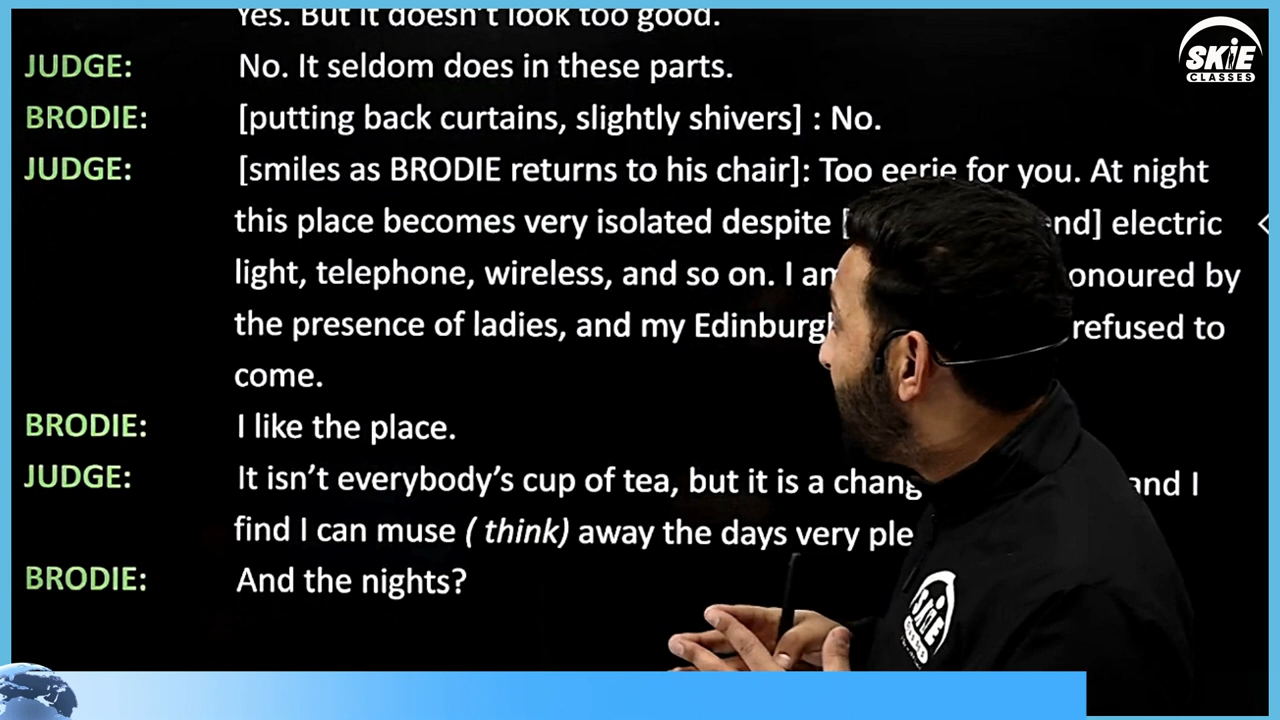 Yes. But it doesn't look too good.
JUDGE: No. It seldom does in these parts.
BRODIE: [putting back curtains, slightly shivers] : No.
JUDGE: [smiles as BRODIE returns to his chair]: Too eerie for you. At night
this place becomes very isolated despite [ end] electric
light, telephone, wireless, and so on. I am onoured by
the presence of ladies, and my Edinburgh refused to
come.
BRODIE: I like the place.
JUDGE: It isn't everybody's cup of tea, but it is a chang and I
find I can muse ( think) away the days very ple
BRODIE: And the nights?
SKIE
CLASSES
SKIE